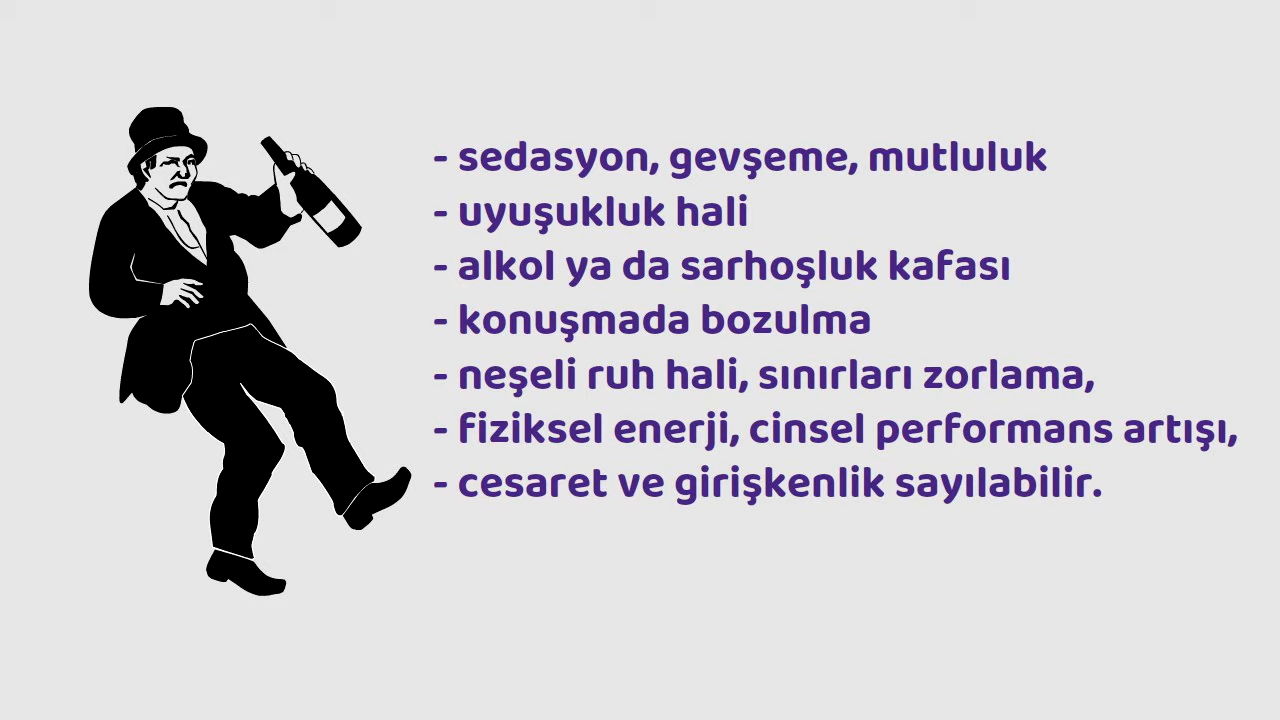 - sedasyon, gevşeme, mutluluk
- uyuşukluk hali
- alkol ya da sarhoşluk kafası
- konuşmada bozulma
- neşeli ruh hali, sınırları zorlama,
- fiziksel enerji, cinsel performans artışı,
- cesaret ve girişkenlik sayılabilir.